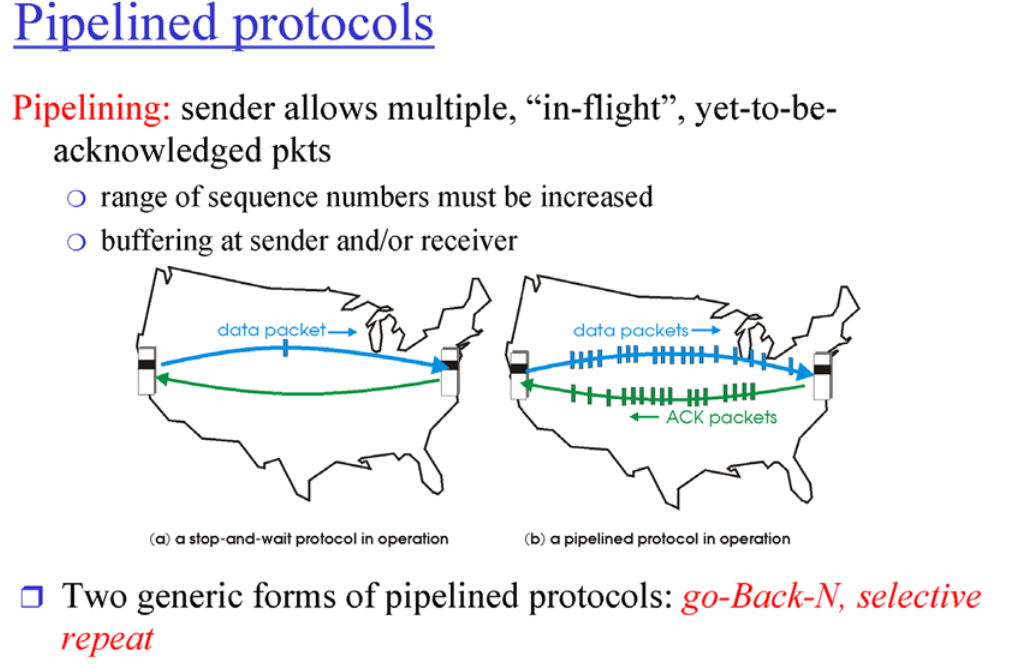 Pipelined protocols
Pipelining: sender allows multiple, “in-flight”, yet-to-be-
acknowledged pkts
range of sequence numbers must be increased
buffering at sender and/or receiver
data packet
data packets
ACK packets
(a) a stop-and-wait protocol in operation
(b) a pipelined protocol in operation
Two generic forms of pipelined protocols: go-Back-N, selective
repeat